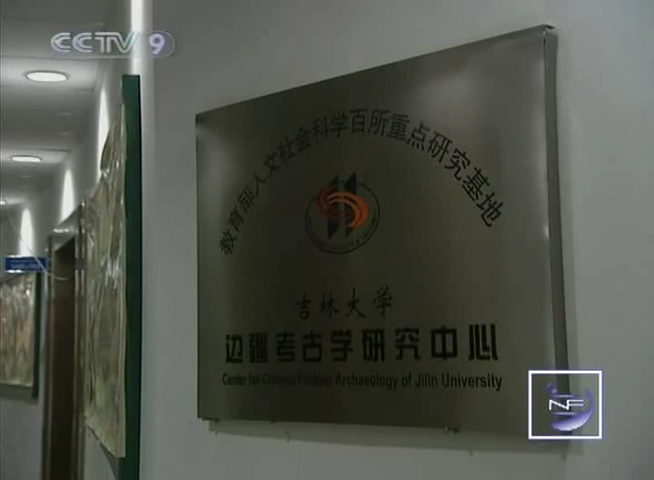 CCTV 9
教育部人文社会科学百所重点研究基地
吉林大学
边疆考古学研究中心
Center for Chinese Frontier Archaeology of Jilin University
NF